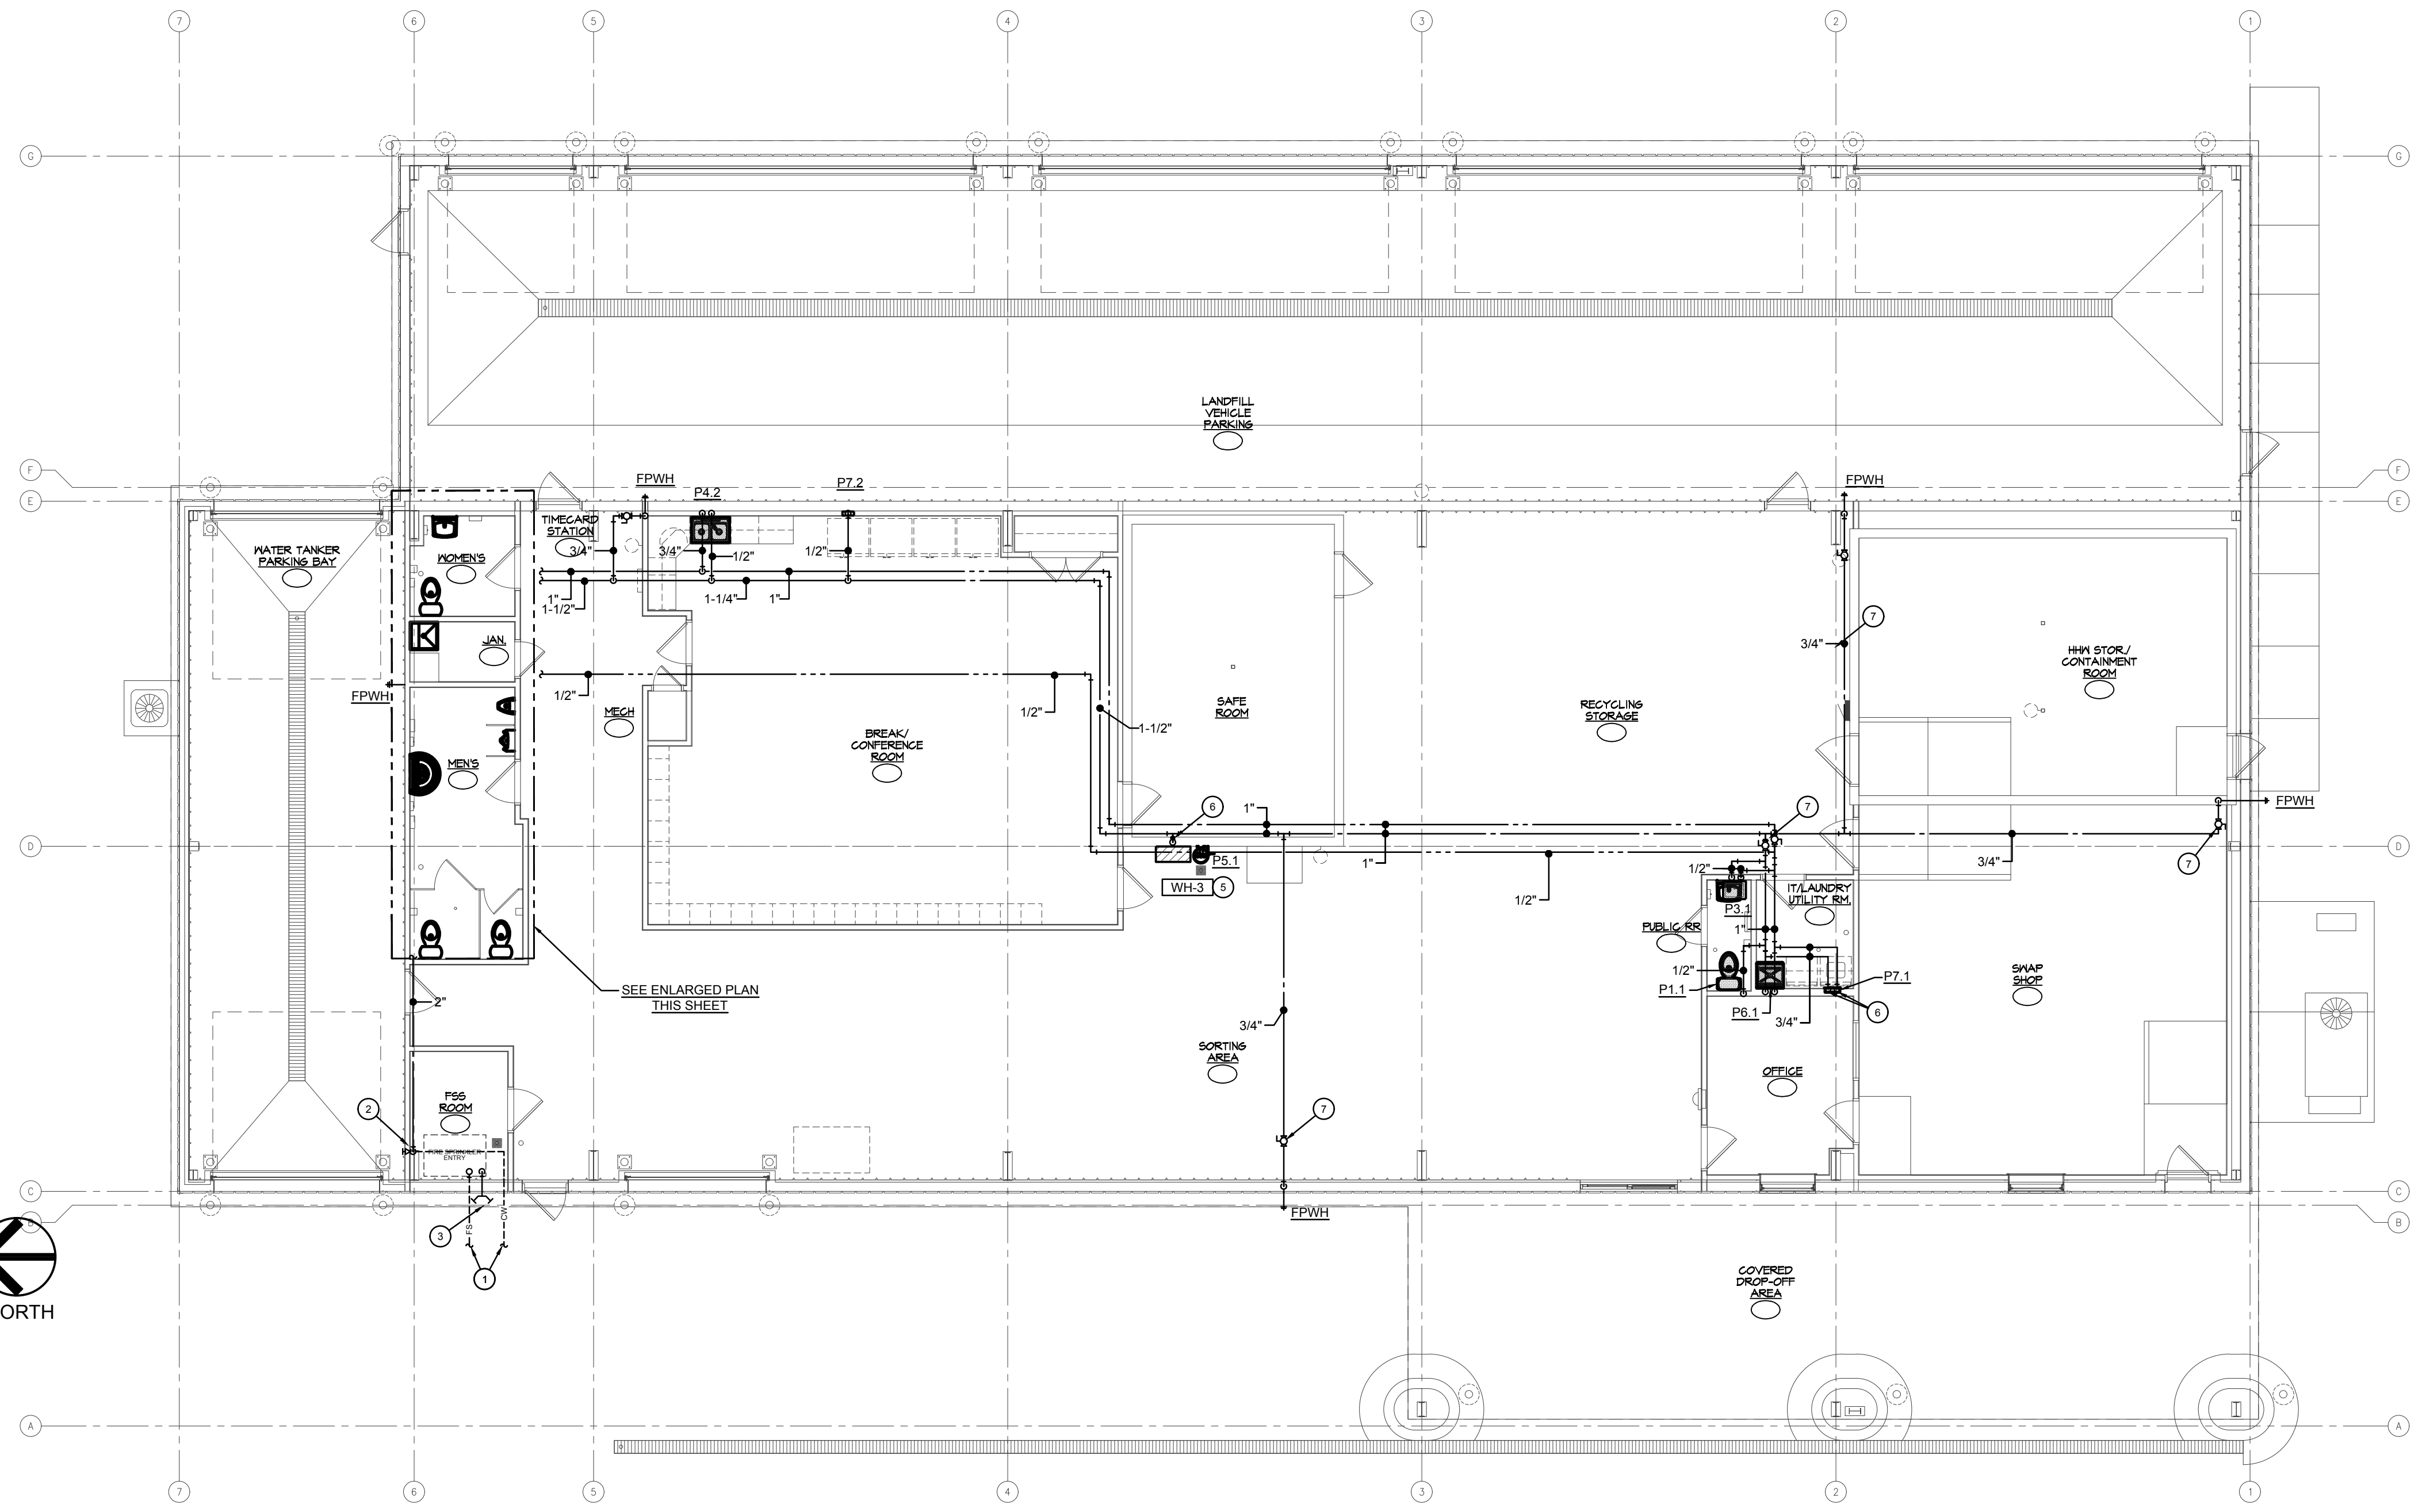 7
6
5
4
3
2
1
G
G
LANDFILL
VEHICLE
PARKING
F
F
E
E
FPWH
P4.2
P7.2
FPWH
TIMECARD
STATION
WATER TANKER
PARKING BAY
WOMEN'S
3/4"
3/4"
1/2"
1/2"
1"
1-1/2"
1-1/4"
1"
JAN.
7
3/4"
HHW STOR./
CONTAINMENT
ROOM
FPWH
1/2"
MECH
1/2"
1-1/2"
SAFE
ROOM
RECYCLING
STORAGE
BREAK/
CONFERENCE
ROOM
MEN'S
6
1"
7
FPWH
D
D
P5.1
1"
3/4"
7
WH-3
5
1/2"
1/2"
IT/LAUNDRY
UTILITY RM.
P3.1
PUBLIC RR
1"
1/2"
P1.1
P7.1
P6.1
3/4"
6
SWAP
SHOP
SEE ENLARGED PLAN
THIS SHEET
2"
3/4"
SORTING
AREA
OFFICE
FSS
ROOM
2
7
FIRE SPRINKLER
ENTRY
C
C
FS
CW
FPWH
B
B
3
1
ORTH
COVERED
DROP-OFF
AREA
A
A
7
6
5
4
3
2
1